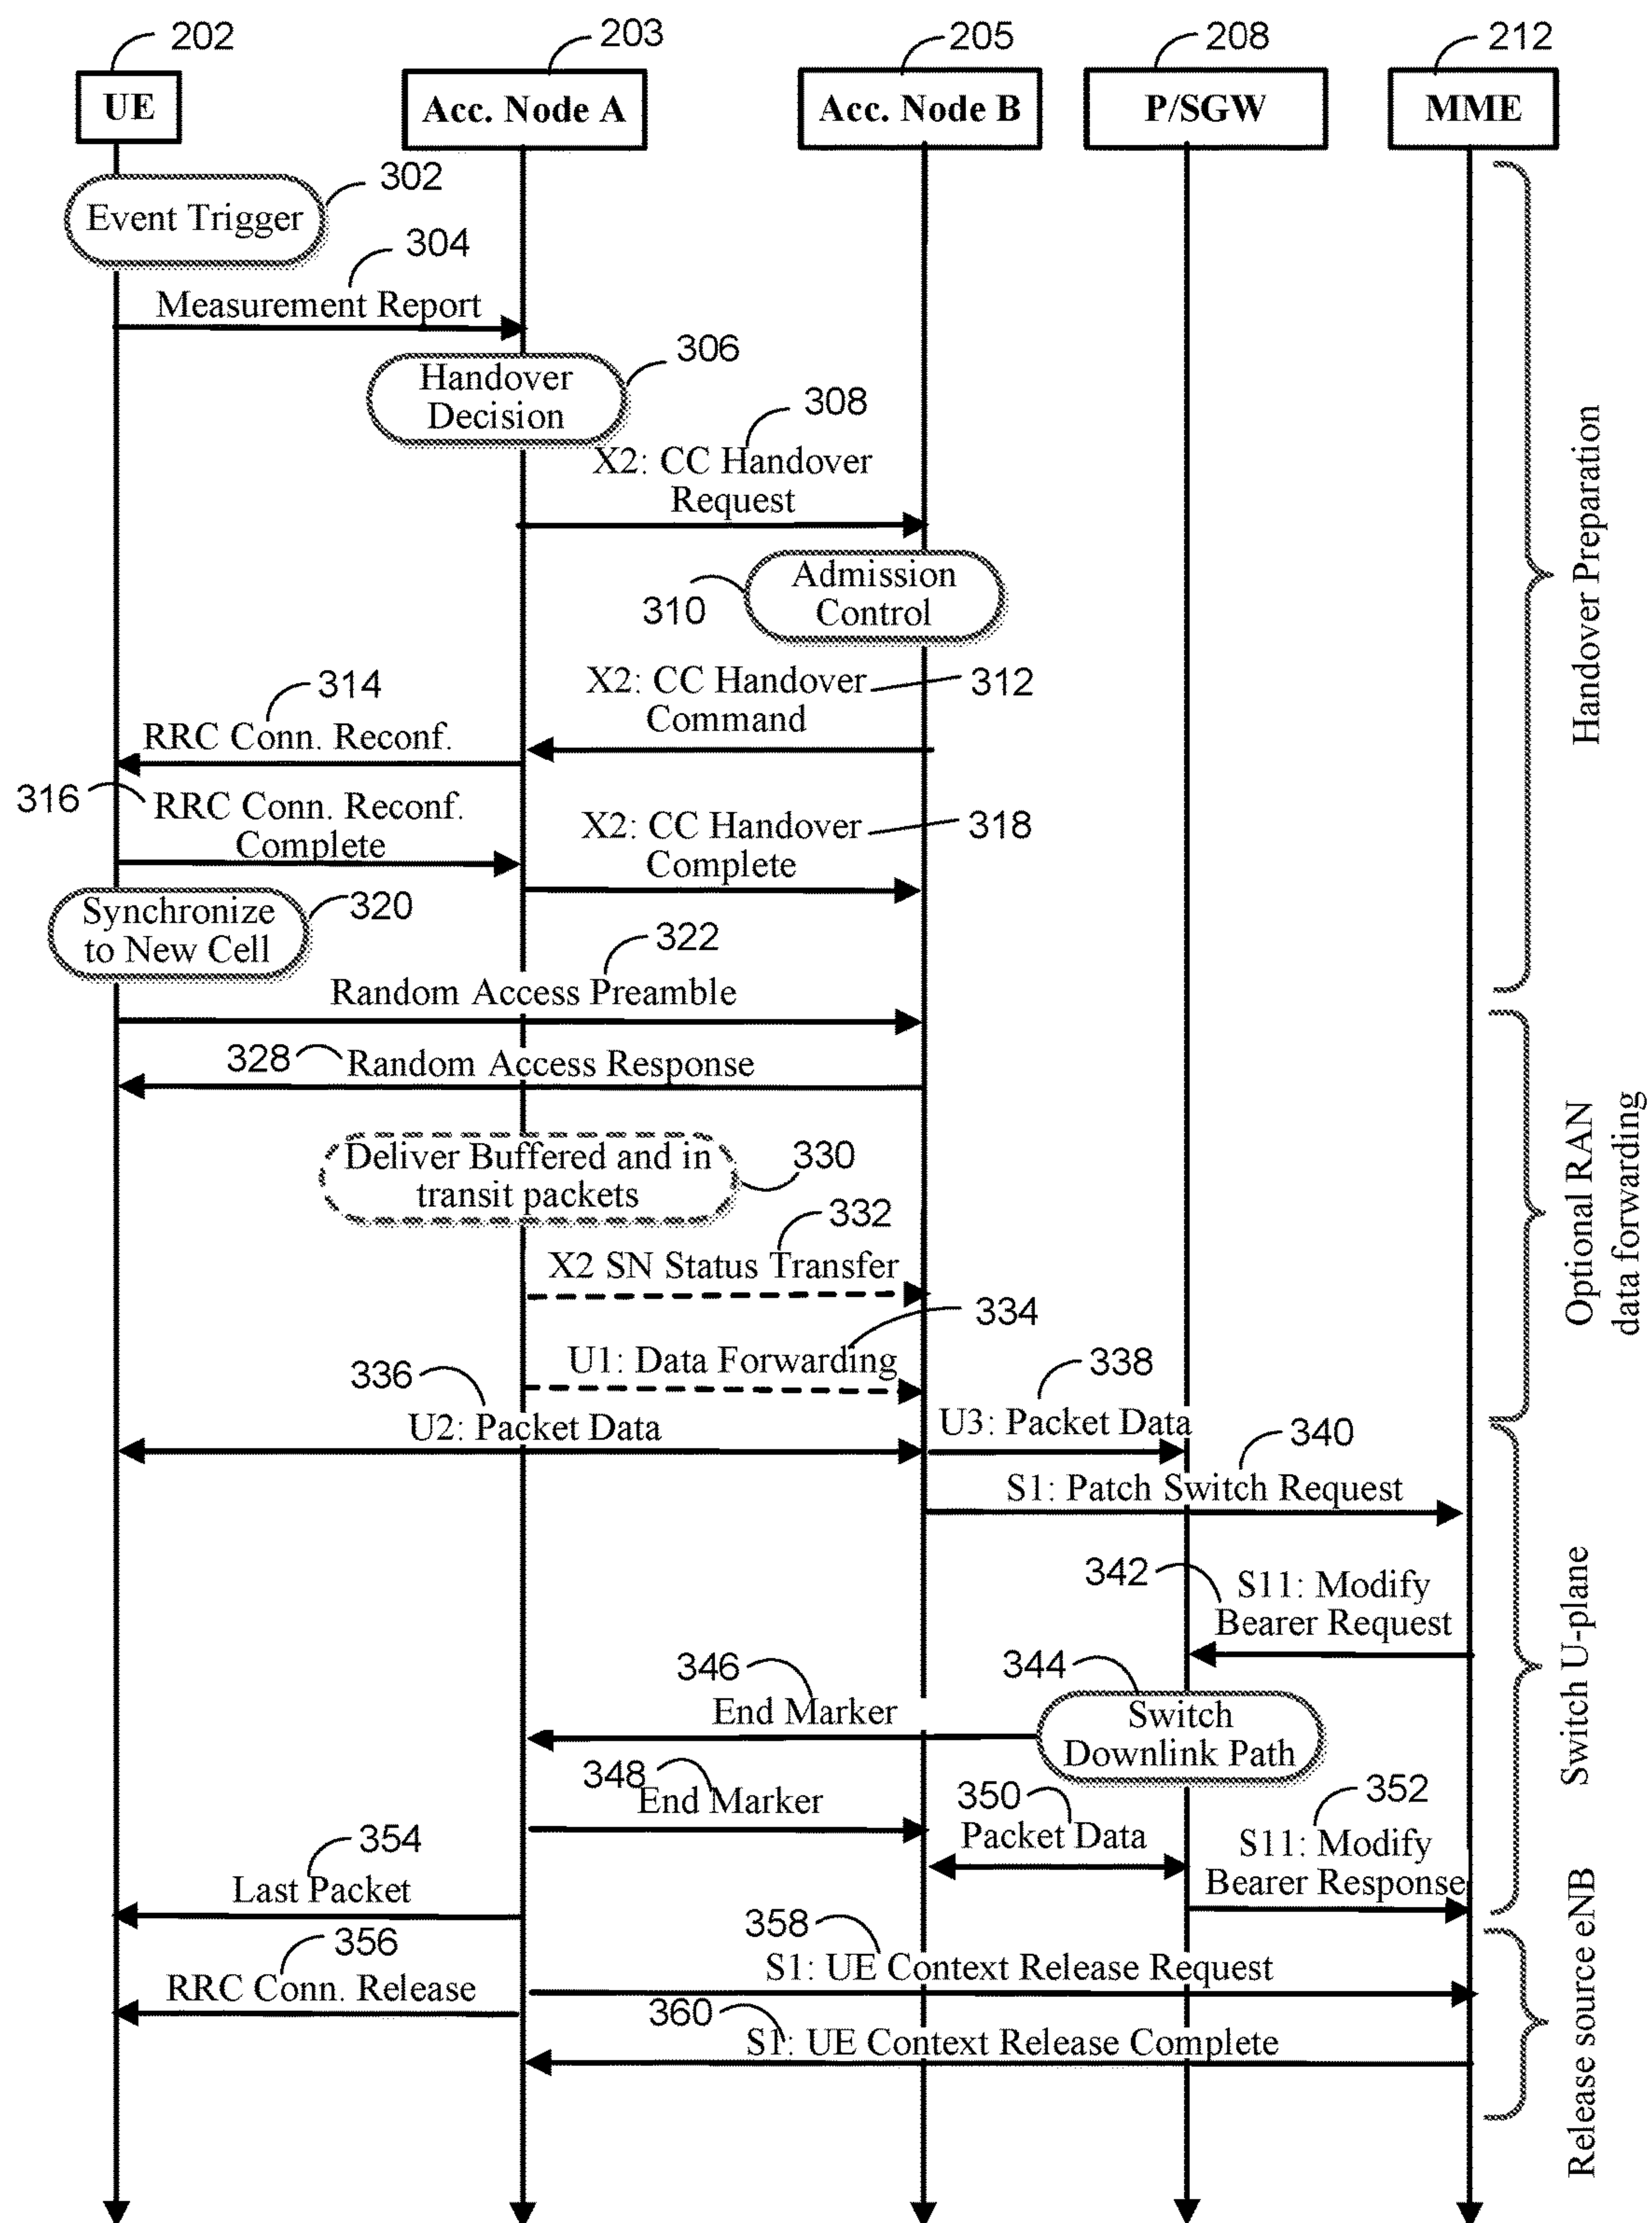 202
203
205
208
212
UE
Acc. Node A
Acc. Node B
P/SGW
MME
302
Event Trigger
304
Measurement Report
306
Handover
Decision
308
X2: CC Handover
Request
Admission
Control
310
Handover Preparation
X2: CC Handover
Command
312
314
RRC Conn. Reconf.
316
RRC Conn. Reconf.
Complete
X2: CC Handover
Complete
318
Synchronize
to New Cell
320
322
Random Access Preamble
328
Random Access Response
Deliver Buffered and in
transit packets
330
Optional RAN
data forwarding
332
X2 SN Status Transfer
334
U1: Data Forwarding
336
U2: Packet Data
338
U3: Packet Data
340
S1: Patch Switch Request
342
S11: Modify
Bearer Request
Switch U-plane
346
End Marker
344
Switch
Downlink Path
348
End Marker
350
Packet Data
352
S11: Modify
Bearer Response
354
Last Packet
356
RRC Conn. Release
358
S1: UE Context Release Request
360
S1: UE Context Release Complete
Release source eNB